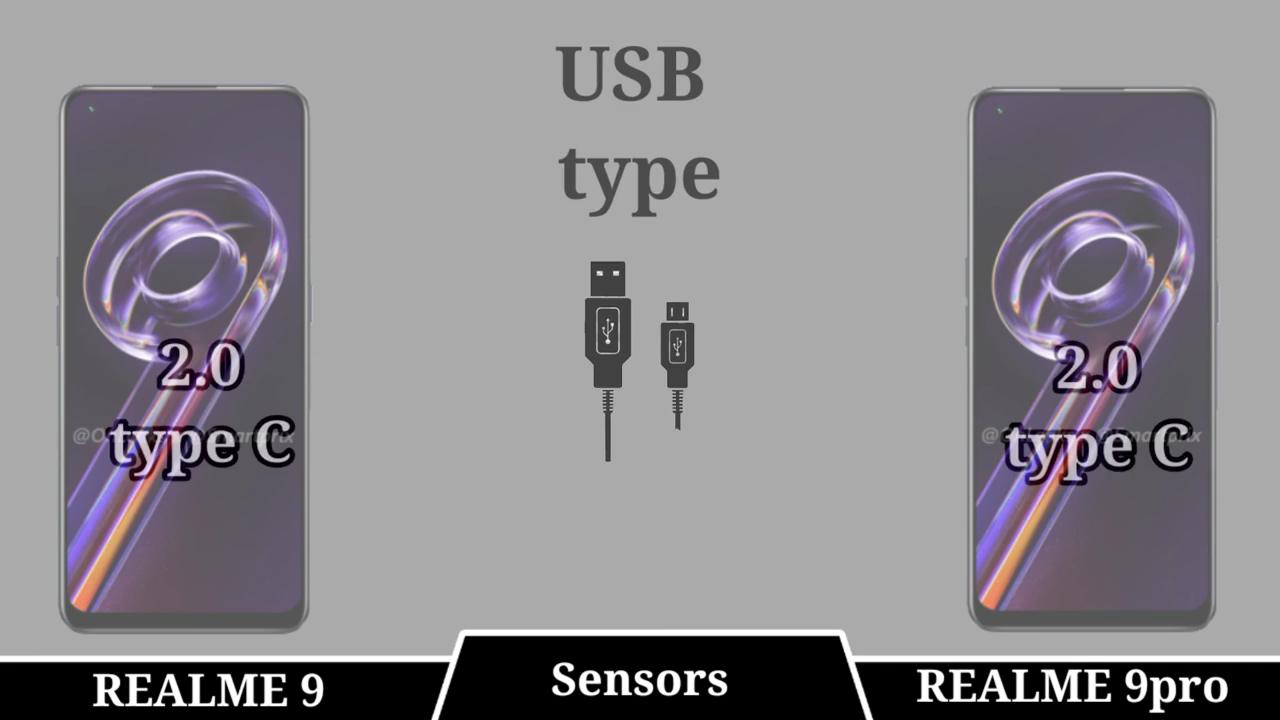 USB
type
2.0
type C
2.0
type C
REALME 9
Sensors
REALME 9pro